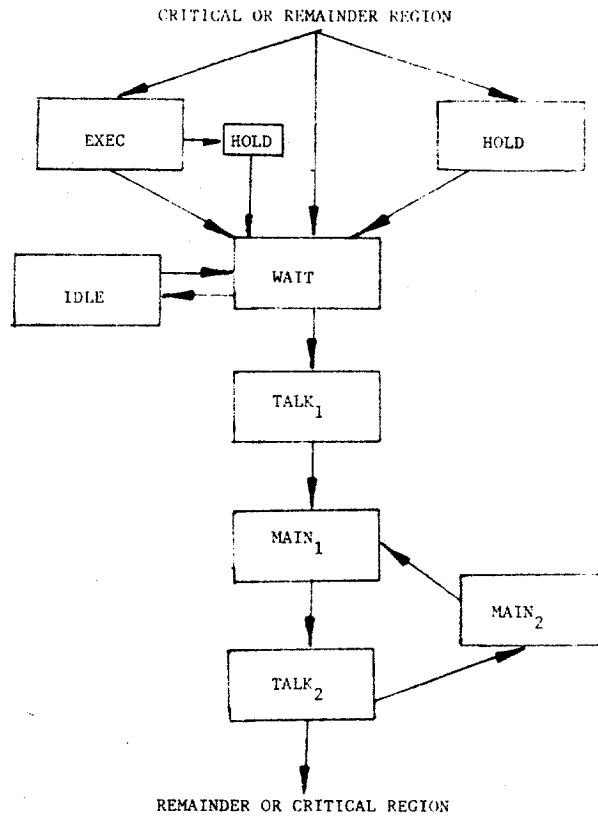 CRITICAL OR REMAINDER REGION
EXEC
HOLD
HOLD
WAIT
IDLE
TALK1
MAIN1
MAIN2
TALK2
REMAINDER OR CRITICAL REGION